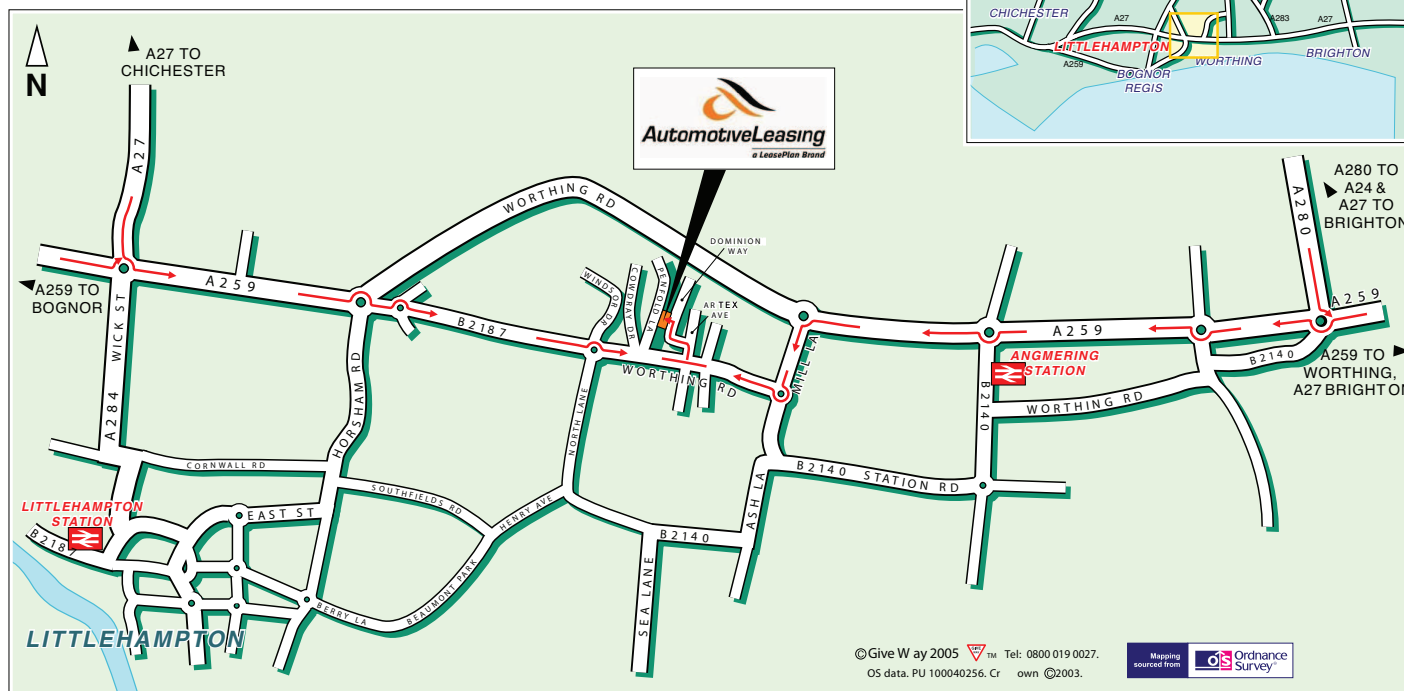 CHICHESTER
A27
A283
A27
LITTLEHAMPTON
A259
BOGNOR
REGIS
WORTHING
BRIGHTON
N
A27 TO
CHICHESTER
AutomotiveLeasing
a LeasePlan Brand
A27
WORTHING RD
A280 TO
A24 &
A27 TO
BRIGHTON
A280
DOMINION
WAY
PENFOLD LA
COWDRAY DR
WINDSOR DR
ARTEX
AVE
A259 TO
BOGNOR
A259
B2187
WORTHING RD
MILL LA
A259
A259
ANGMERING
STATION
B2140
B2140
WORTHING RD
A259 TO
WORTHING,
A27 BRIGHTON
A284 WICK ST
HORSHAM RD
NORTH LANE
CORNWALL RD
SOUTHFIELDS RD
HENRY AVE
B2140 STATION RD
ASH LA
LITTLEHAMPTON
STATION
EAST ST
B2187
B2140
SEA LANE
BEAUMONT PARK
BERRY LA
LITTLEHAMPTON
© Give W ay 2005 GIVE WAY TM Tel: 0800 019 0027.
OS data. PU 100040256. Cr own © 2003.
Mapping
sourced from
OS Ordnance
Survey®